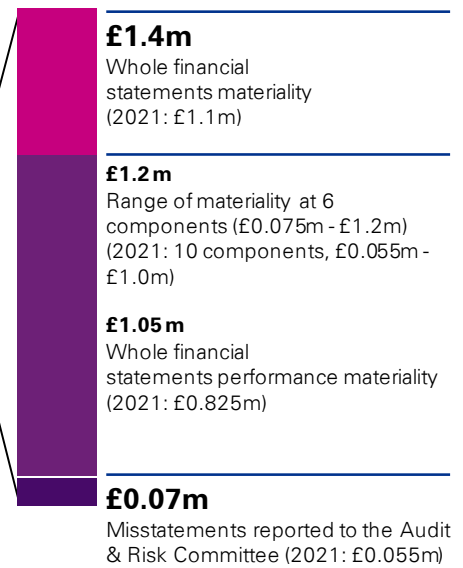 £1.4m
Whole financial
statements materiality
(2021: £1.1m)
£1.2m
Range of materiality at 6
components (£0.075m - £1.2m)
(2021: 10 components, £0.055m -
£1.0m)
£1.05m
Whole financial
statements performance materiality
(2021: £0.825m)
£0.07m
Misstatements reported to the Audit
& Risk Committee (2021: £0.055m)